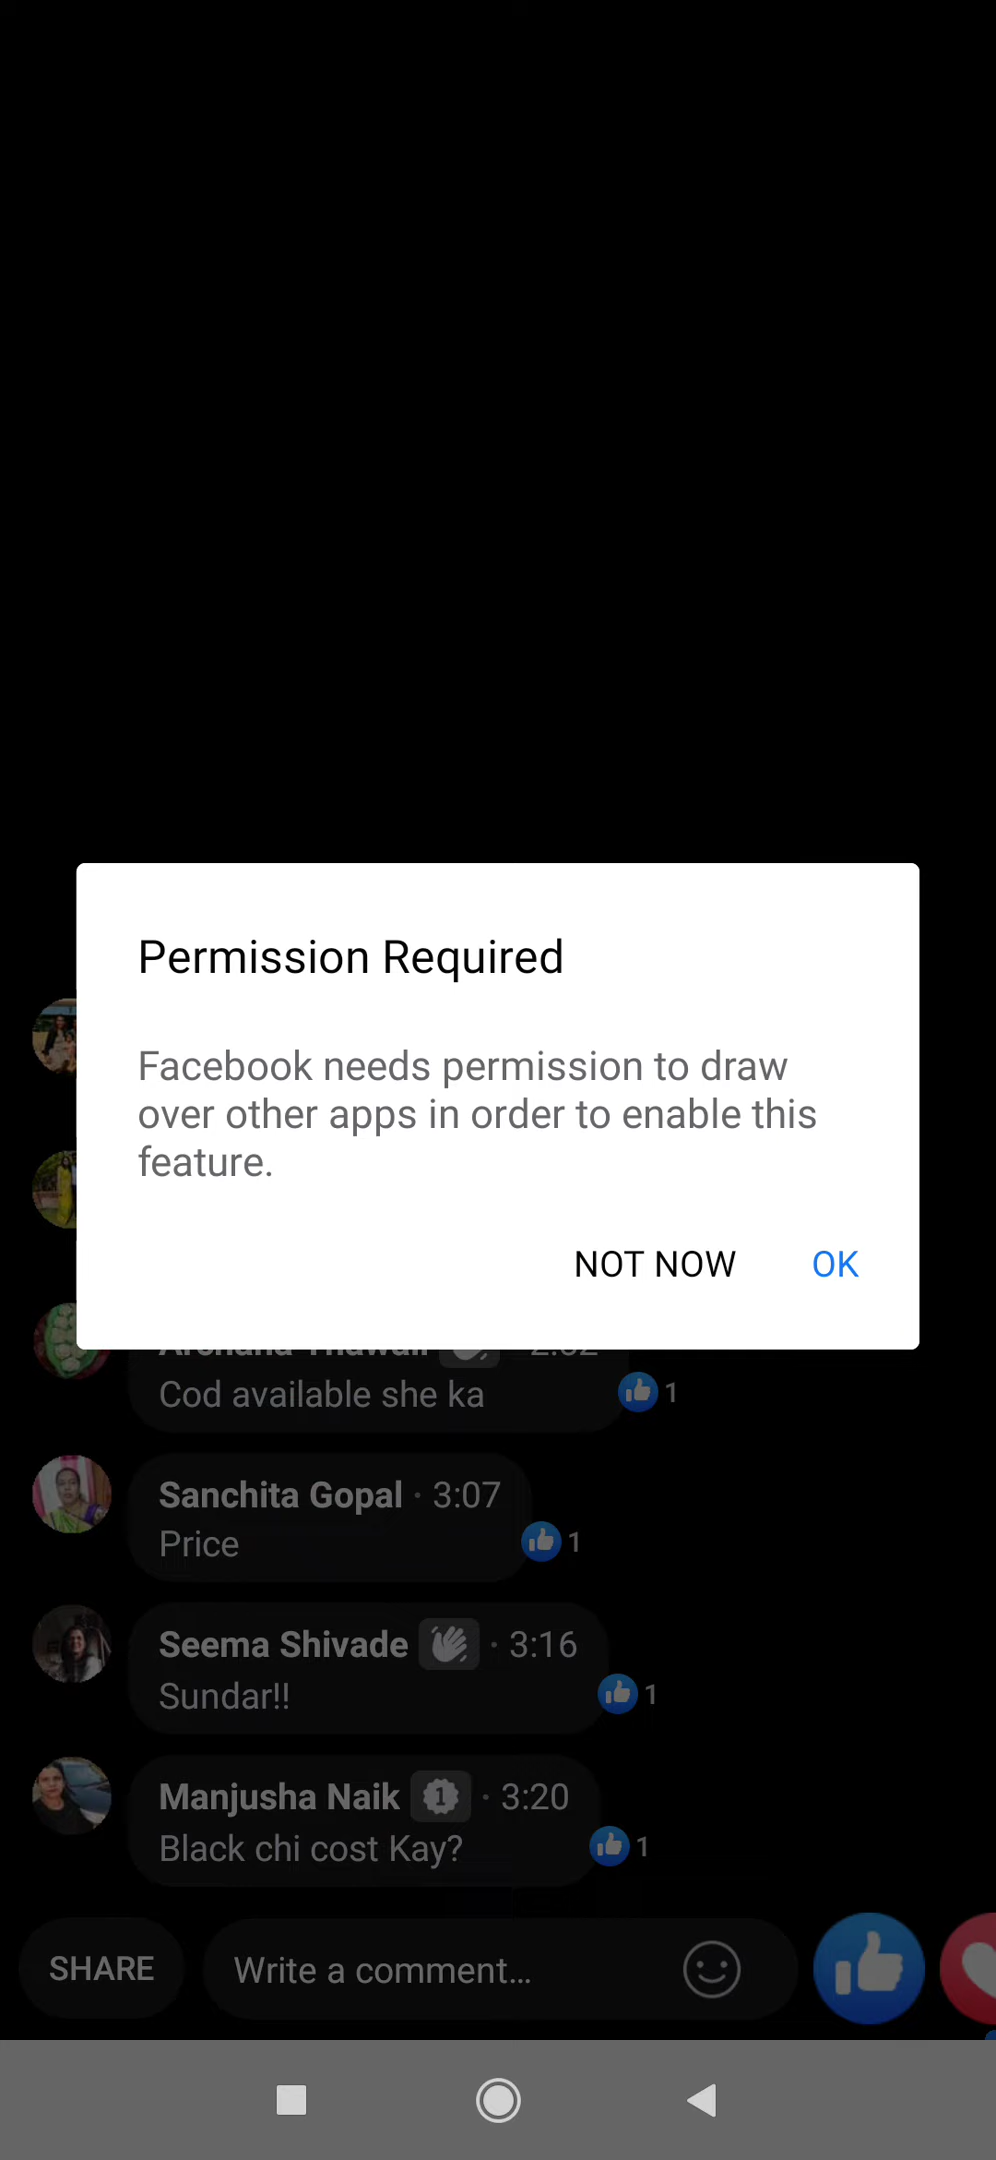 Permission Required
Facebook needs permission to draw
over other apps in order to enable this
feature.
NOT NOW OK
Cod available she ka 1
Sanchita Gopal · 3:07
Price 1
Seema Shivade · 3:16
Sundar!! 1
Manjusha Naik 1 · 3:20
Black chi cost Kay? 1
SHARE Write a comment...